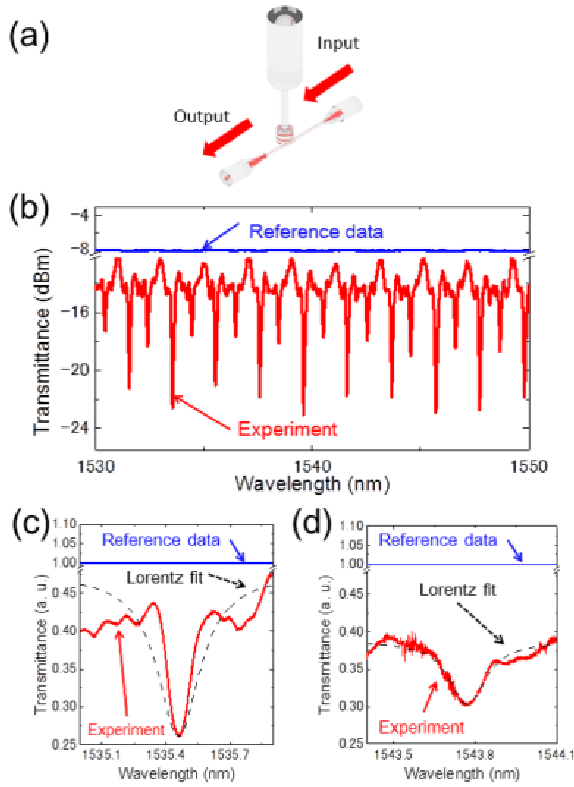 (a)
Input
Output
(b)
−4
Reference data
−8
−16
−20
−24
Transmittance (dBm)
Experiment
1530
1540
1550
Wavelength (nm)
(c)
(d)
1.10
1.05
1.00
Reference data
Lorentz fit
0.45
0.40
0.35
0.30
0.25
Transmittance (a. u.)
Experiment
1535.1
1535.4
1535.7
Wavelength (nm)
1.10
1.05
1.00
Reference data
Lorentz fit
0.45
0.40
0.35
0.30
0.25
Transmittance (a. u.)
Experiment
1543.5
1543.8
1544.1
Wavelength (nm)